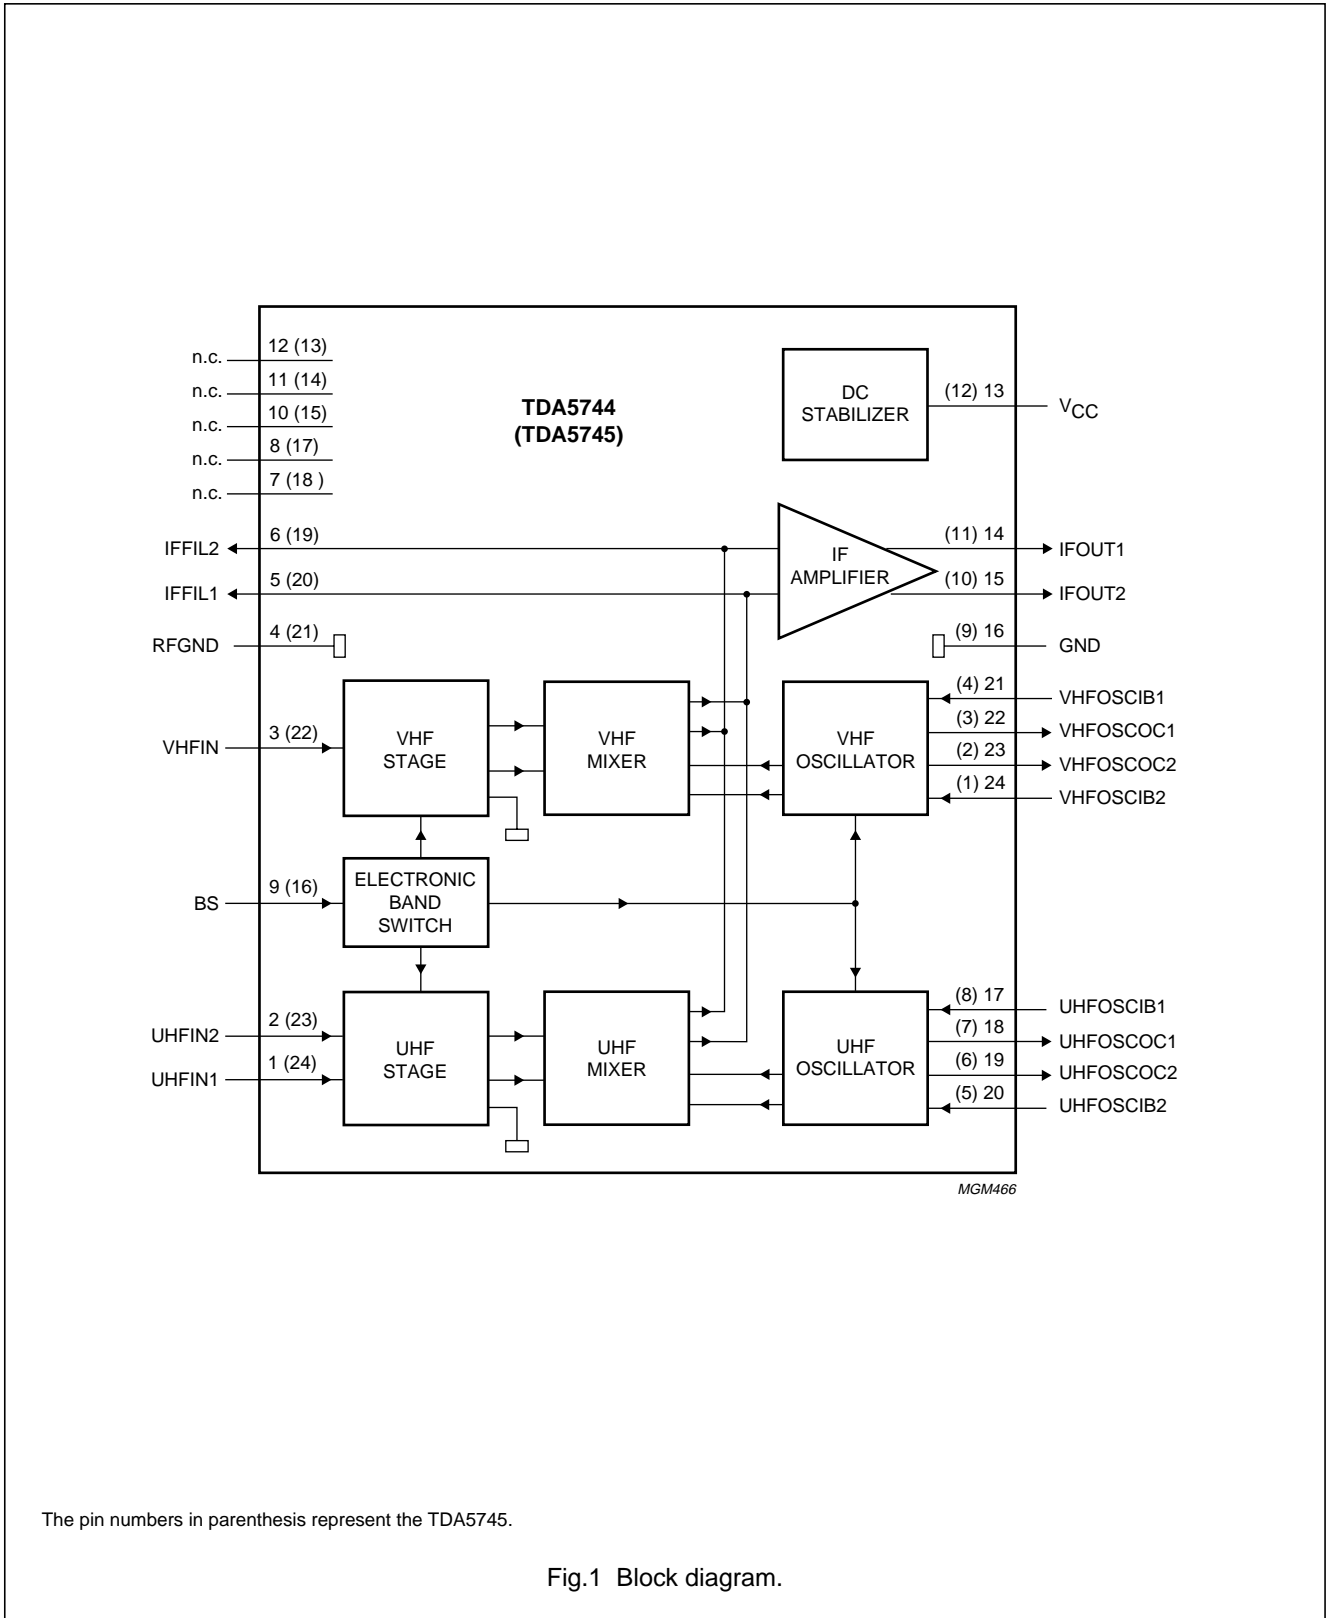 n.c. 12 (13)
n.c. 11 (14)
n.c. 10 (15)
n.c. 8 (17)
n.c. 7 (18 )
TDA5744
(TDA5745)
DC
STABILIZER
(12) 13 VCC
IFFIL2 6 (19)
IFFIL1 5 (20)
IF
AMPLIFIER
(11) 14 IFOUT1
(10) 15 IFOUT2
RFGND 4 (21)
(9) 16 GND
VHFIN 3 (22)
VHF
STAGE
VHF
MIXER
VHF
OSCILLATOR
(4) 21 VHFOSCIB1
(3) 22 VHFOSCOC1
(2) 23 VHFOSCOC2
(1) 24 VHFOSCIB2
BS 9 (16)
ELECTRONIC
BAND
SWITCH
UHFIN2 2 (23)
UHFIN1 1 (24)
UHF
STAGE
UHF
MIXER
UHF
OSCILLATOR
(8) 17 UHFOSCIB1
(7) 18 UHFOSCOC1
(6) 19 UHFOSCOC2
(5) 20 UHFOSCIB2
MGM466
The pin numbers in parenthesis represent the TDA5745.
Fig.1 Block diagram.